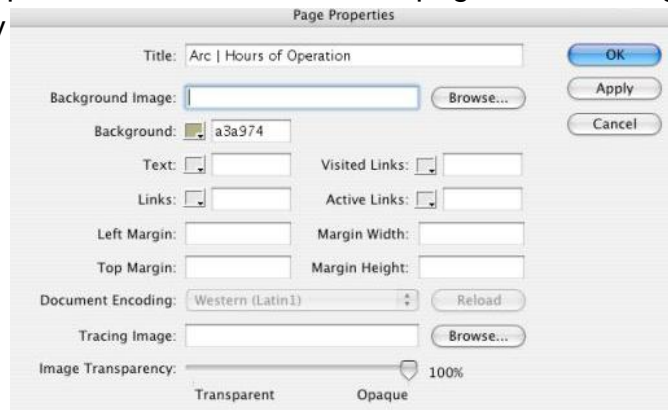 Page Properties
Title: Arc | Hours of Operation
OK
Background Image:
Browse...
Apply
Background: a3a974
Cancel
Text: Visited Links:
Links: Active Links:
Left Margin: Margin Width:
Top Margin: Margin Height:
Document Encoding: Western (Latin1) Reload
Tracing Image: Browse...
Image Transparency: 100%
Transparent Opaque